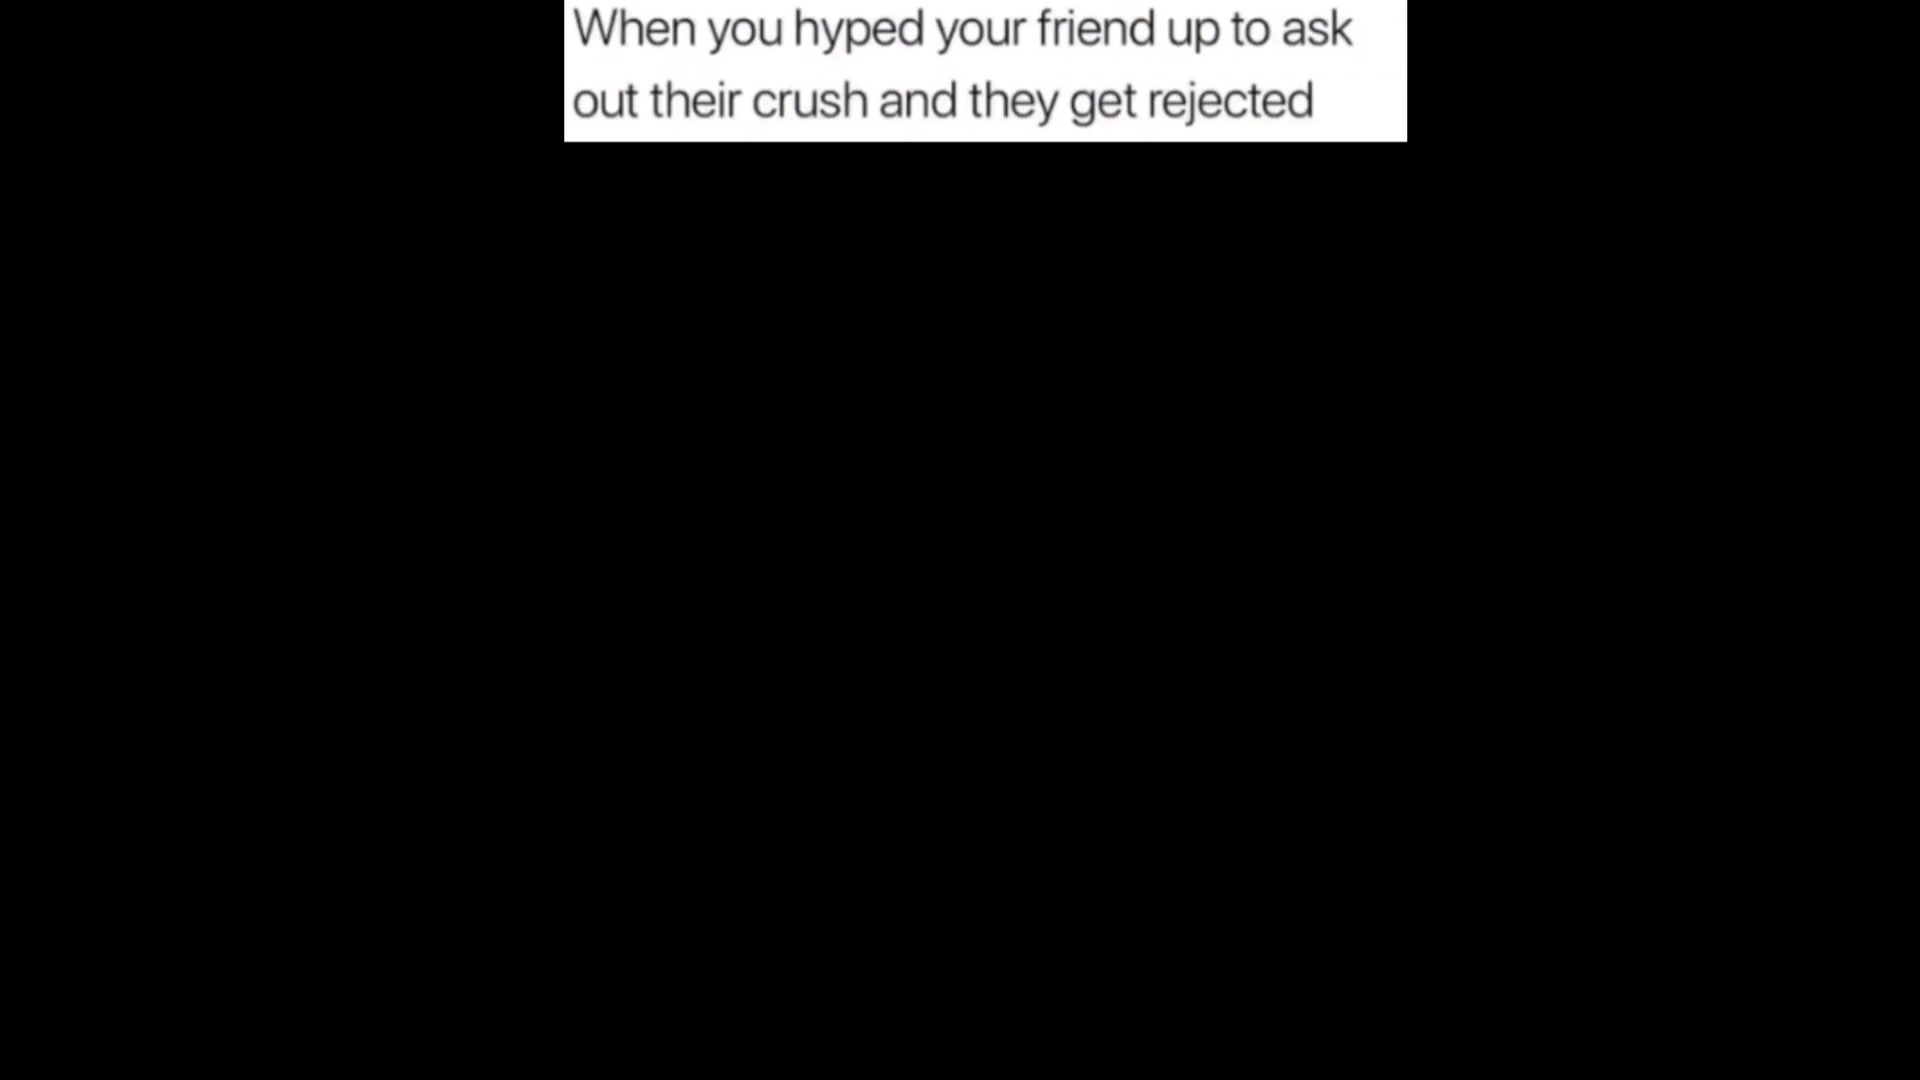 When you hyped your friend up to ask
out their crush and they get rejected